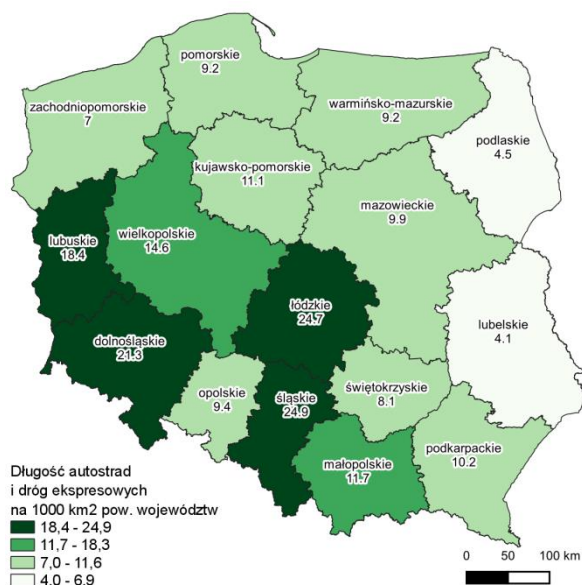 pomorskie
9.2
zachodniopomorskie
7
warmińsko-mazurskie
9.2
podlaskie
4.5
kujawsko-pomorskie
11.1
mazowieckie
9.9
lubuskie
18.4
wielkopolskie
14.6
łódzkie
24.7
lubelskie
4.1
dolnośląskie
21.3
opolskie
9.4
śląskie
24.9
świętokrzyskie
8.1
małopolskie
11.7
podkarpackie
10.2
Długość autostrad
i dróg ekspresowych
na 1000 km2 pow. województw
18,4 - 24,9
11,7 - 18,3
7,0 - 11,6
4,0 - 6,9
0 50 100 km